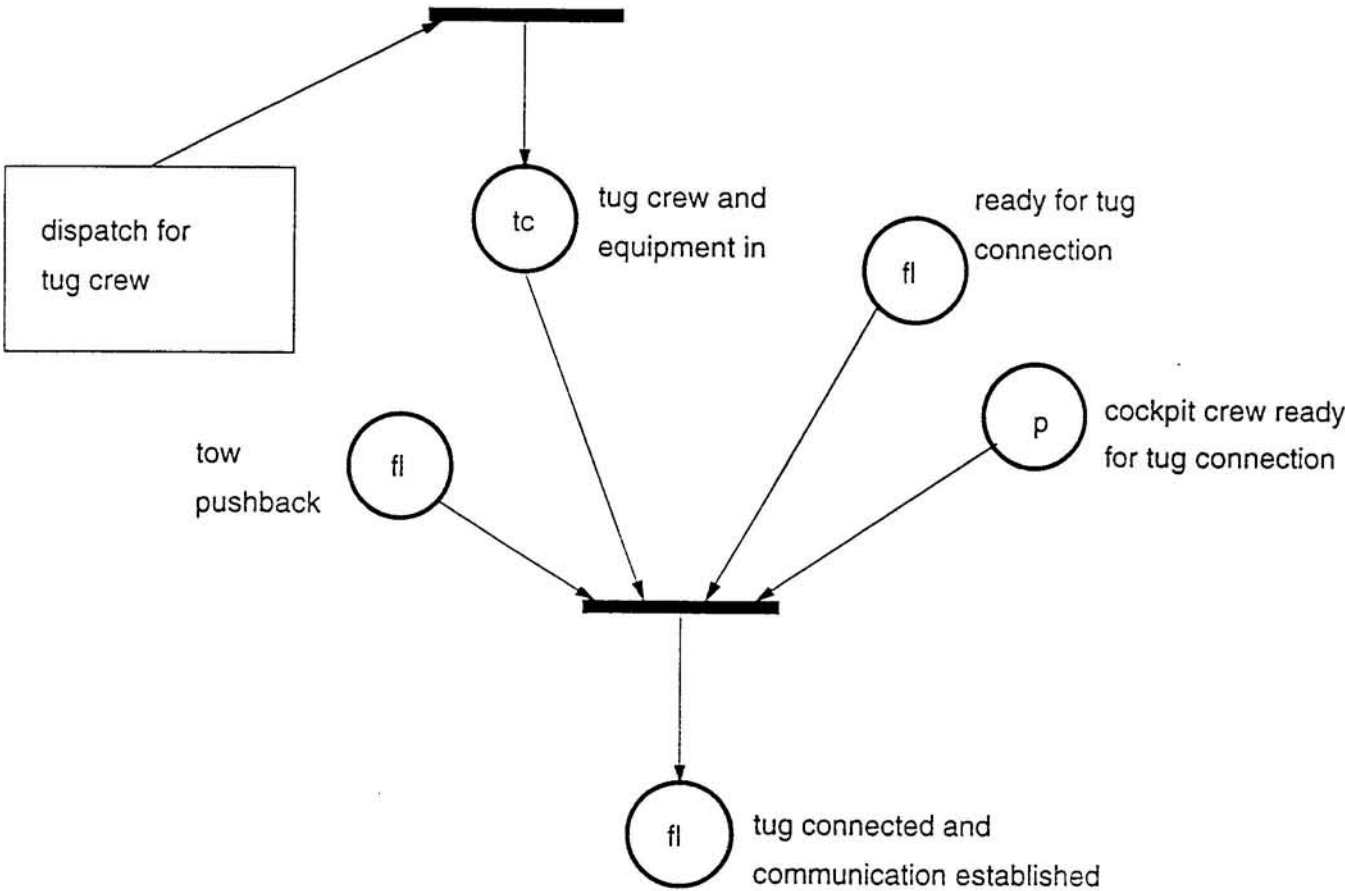 dispatch for
tug crew
tc
tug crew and
equipment in
ready for tug
connection
fl
p
cockpit crew ready
for tug connection
tow
pushback
fl
fl
tug connected and
communication established